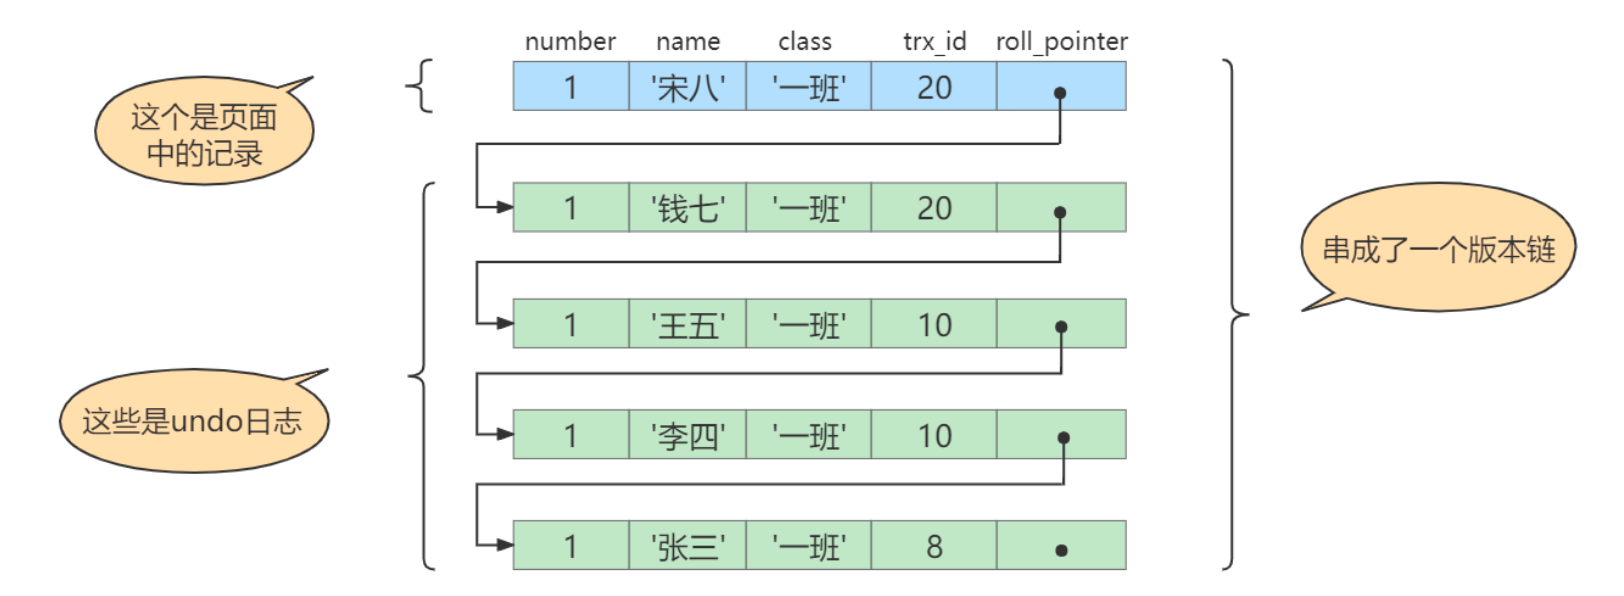 number name class trx_id roll_pointer
1 '宋八' '一班' 20
这个是页面
中的记录
1 '钱七' '一班' 20
串成了一个版本链
1 '王五' '一班' 10
这些是undo日志
1 '李四' '一班' 10
1 '张三' '一班' 8